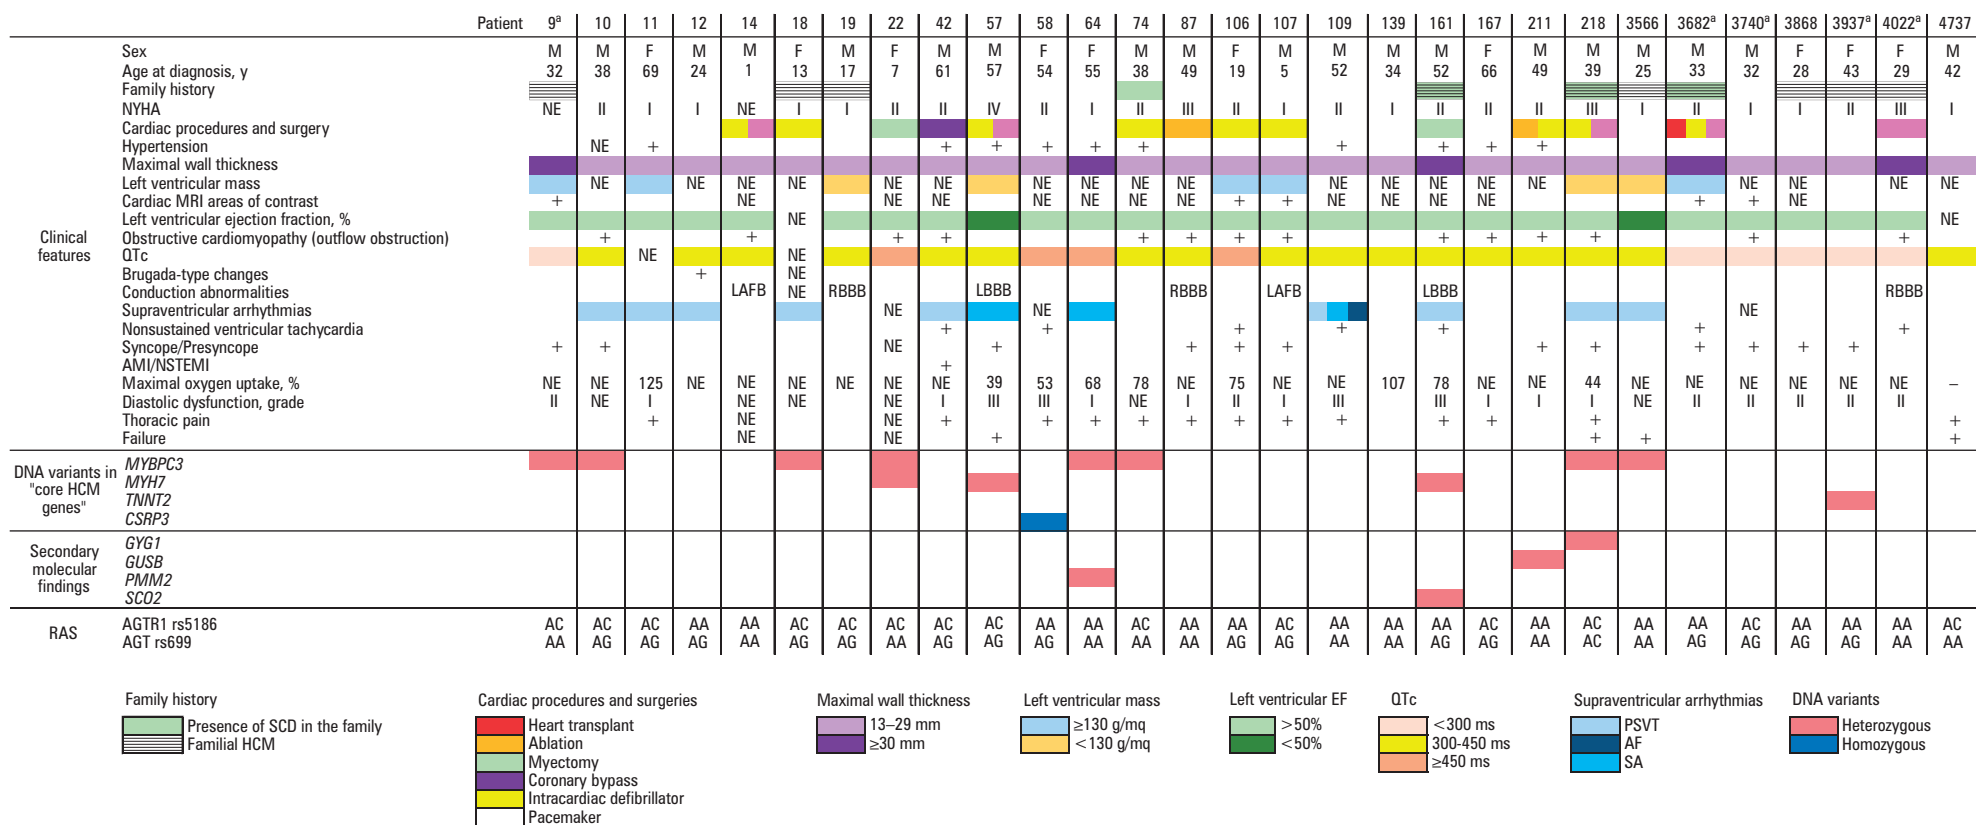 Patient 9a 10 11 12 14 18 19 22 42 57 58 64 74 87 106 107 109 139 161 167 211 218 3566 3682a 3740a 3868 3937a 4022a 4737
Clinical features
Sex M M F M M F M F M M F F M M F M M M M F M M M M M F F F M
Age at diagnosis, y 32 38 69 24 1 13 17 7 61 57 54 55 38 49 19 5 52 34 52 66 49 39 25 33 32 28 43 29 42
Family history
NYHA NE II I I NE I I II II IV II I II III II I II I II II II III I II I I II III I
Cardiac procedures and surgery
Hypertension NE + + + + + + + + + +
Maximal wall thickness
Left ventricular mass NE NE NE NE NE NE NE NE NE NE NE NE NE NE NE NE NE NE NE
Cardiac MRI areas of contrast + NE NE NE NE NE NE NE + + NE NE NE NE + + NE
Left ventricular ejection fraction, % NE NE
Obstructive cardiomyopathy (outflow obstruction) + + + + + + + + + + + + + +
QTc NE NE
Brugada-type changes + NE
Conduction abnormalities LAFB NE RBBB LBBB RBBB LAFB LBBB RBBB
Supraventricular arrhythmias NE NE NE
Nonsustained ventricular tachycardia + + + + + + +
Syncope/Presyncope + + NE + + + + + + + + + +
AMI/NSTEMI +
Maximal oxygen uptake, % NE NE 125 NE NE NE NE NE NE 39 53 68 78 NE 75 NE NE 107 78 NE NE 44 NE NE NE NE NE NE –
Diastolic dysfunction, grade II NE I NE NE NE I III III I NE I II I III III I I I NE II II II II II
Thoracic pain + NE NE + + + + + + + + + + + +
Failure NE NE + + + +
DNA variants in "core HCM genes"
MYBPC3
MYH7
TNNT2
CSRP3
Secondary molecular findings
GYG1
GUSB
PMM2
SCO2
RAS
AGTR1 rs5186 AC AC AC AA AA AC AC AC AC AC AA AA AA AA AA AC AA AA AA AC AA AC AA AA AC AA AA AA AC
AGT rs699 AA AG AG AG AA AG AG AG AG AG AG AG AG AA AG AG AA AA AG AG AA AC AA AG AG AG AG AA AA
Family history
Presence of SCD in the family
Familial HCM
Cardiac procedures and surgeries
Heart transplant
Ablation
Myectomy
Coronary bypass
Intracardiac defibrillator
Pacemaker
Maximal wall thickness
13–29 mm
≥30 mm
Left ventricular mass
≥130 g/mq
<130 g/mq
Left ventricular EF
>50%
<50%
QTc
<300 ms
300-450 ms
≥450 ms
Supraventricular arrhythmias
PSVT
AF
SA
DNA variants
Heterozygous
Homozygous